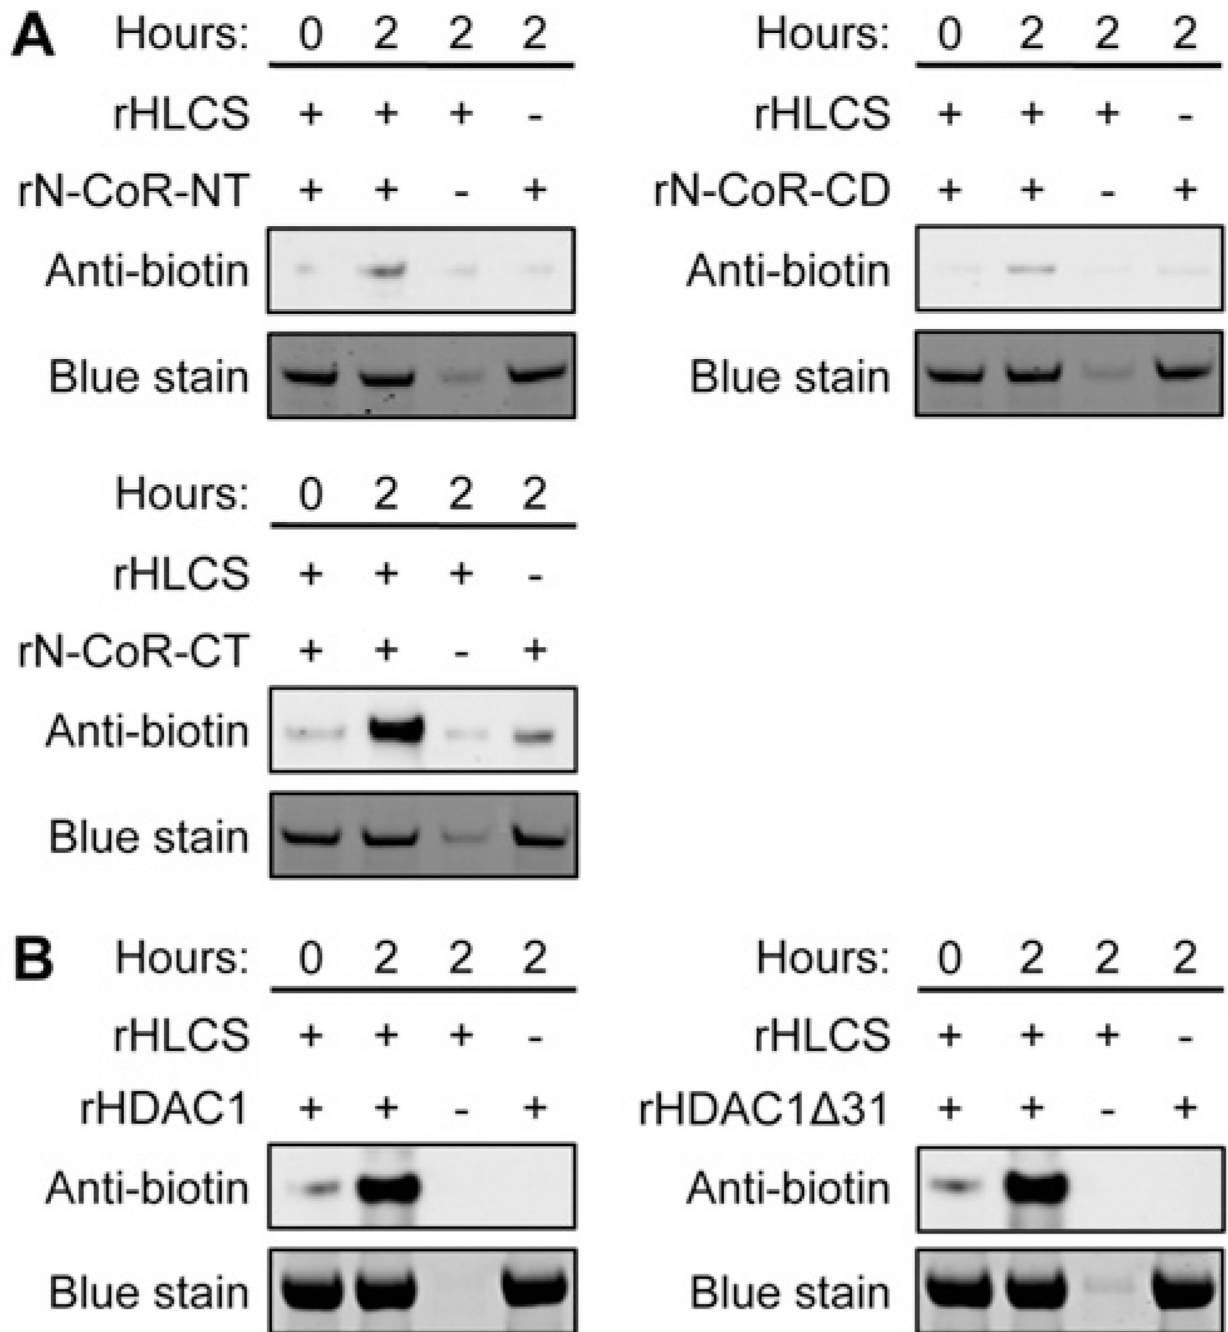 A
Hours: 0 2 2 2
rHLCS + + + -
rN-CoR-NT + + - +
Anti-biotin
Blue stain
Hours: 0 2 2 2
rHLCS + + + -
rN-CoR-CD + + - +
Anti-biotin
Blue stain
Hours: 0 2 2 2
rHLCS + + + -
rN-CoR-CT + + - +
Anti-biotin
Blue stain
B
Hours: 0 2 2 2
rHLCS + + + -
rHDAC1 + + - +
Anti-biotin
Blue stain
Hours: 0 2 2 2
rHLCS + + + -
rHDAC1Δ31 + + - +
Anti-biotin
Blue stain